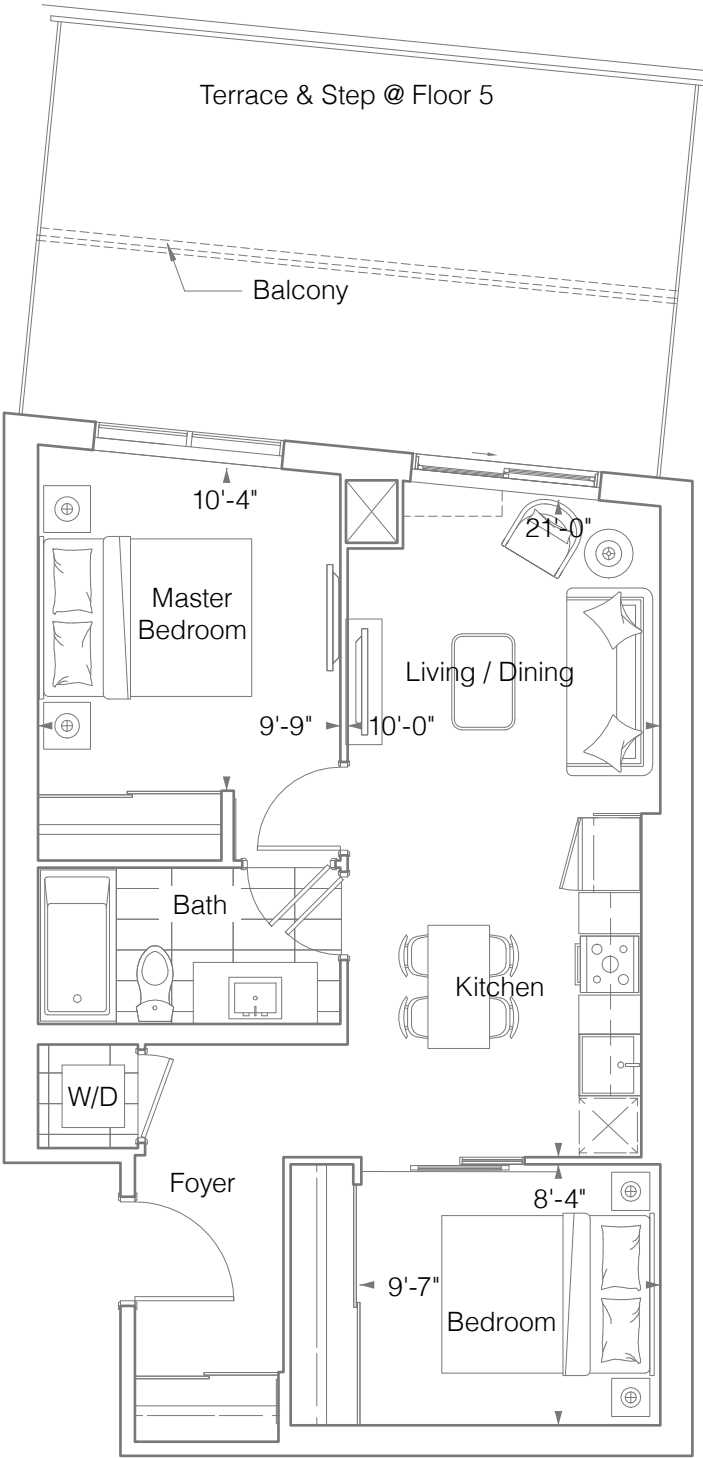 Terrace & Step @ Floor 5
Balcony
10'-4"
21'-0"
Master
Bedroom
Living / Dining
9'-9"
10'-0"
Bath
Kitchen
W/D
Foyer
8'-4"
9'-7"
Bedroom